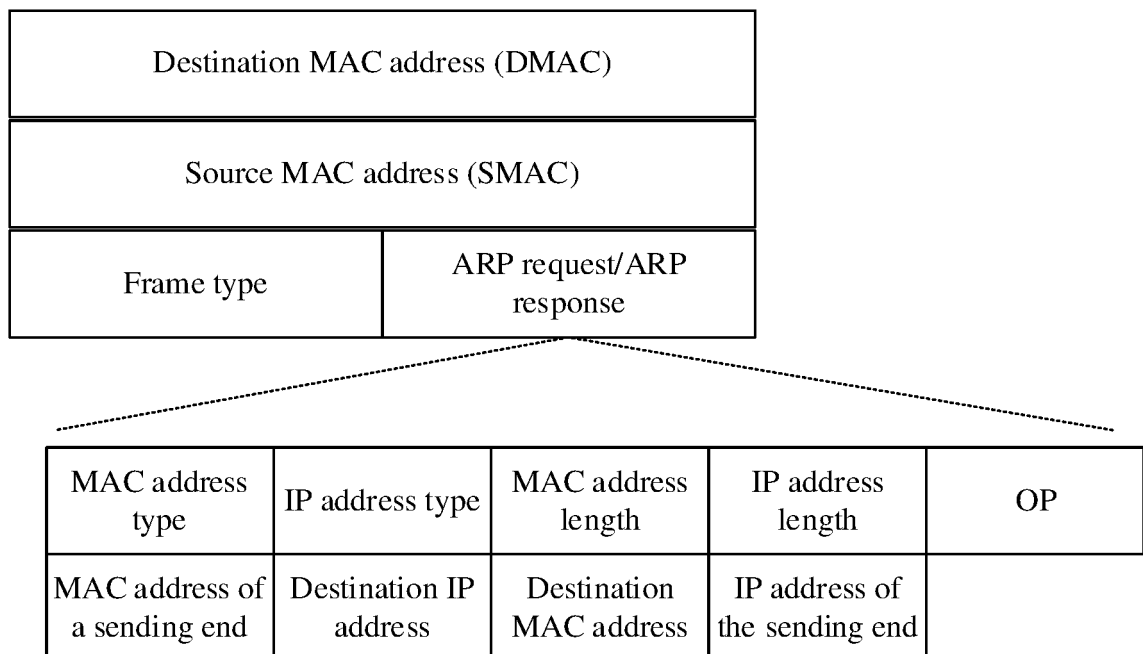 Destination MAC address (DMAC)
Source MAC address (SMAC)
Frame type
ARP request/ARP
response
MAC address
type
IP address type
MAC address
length
IP address
length
OP
MAC address of
a sending end
Destination IP
address
Destination
MAC address
IP address of
the sending end